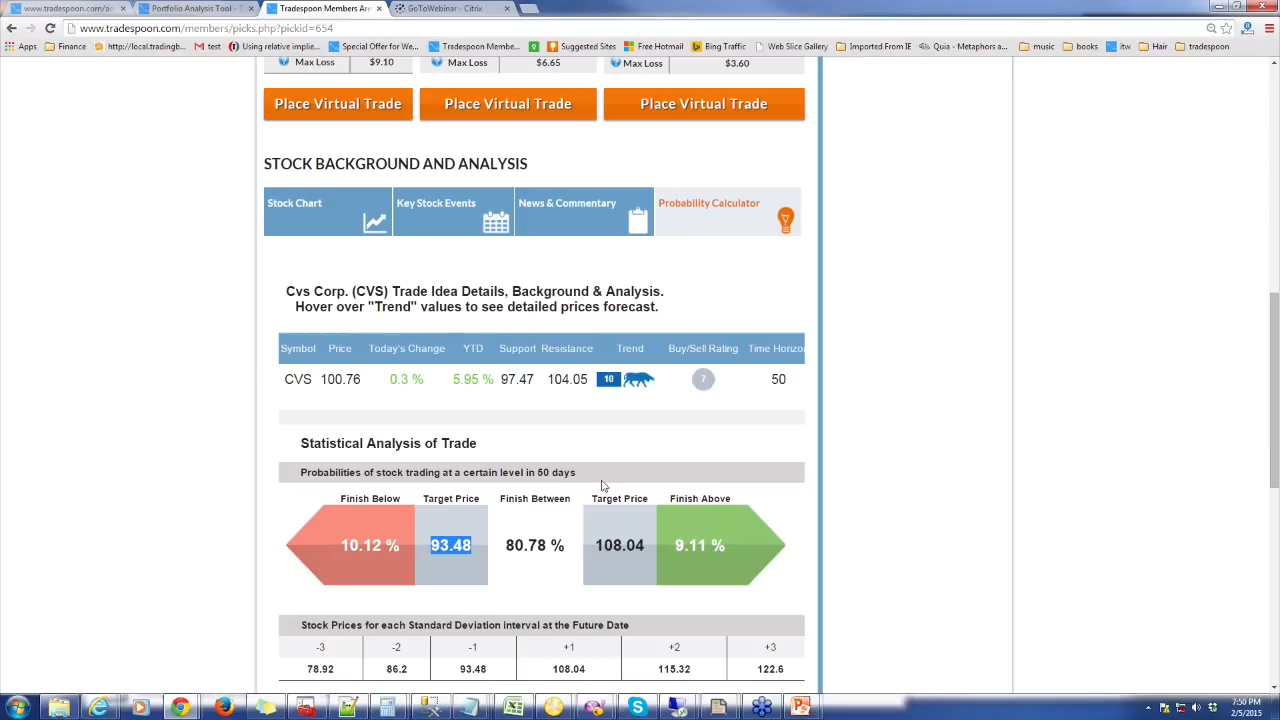 www.tradespoon.com/ad
Portfolio Analysis Tool - T
Tradespoon Members Are
GoToWebinar - Citrix
www.tradespoon.com/members/picks.php?pickid=654
Apps Finance http://local.tradingb... test Using relative implie... Special Offer for We... Tradespoon Membe... Suggested Sites Free Hotmail Bing Traffic Web Slice Gallery Imported From IE Quia - Metaphors a... music books itw Hair tradespoon
Max Loss $9.10 Max Loss $6.65 Max Loss $3.60
Place Virtual Trade Place Virtual Trade Place Virtual Trade
STOCK BACKGROUND AND ANALYSIS
Stock Chart Key Stock Events News & Commentary Probability Calculator
Cvs Corp. (CVS) Trade Idea Details, Background & Analysis.
Hover over "Trend" values to see detailed prices forecast.
Symbol Price Today's Change YTD Support Resistance Trend Buy/Sell Rating Time Horizo
CVS 100.76 0.3 % 5.95 % 97.47 104.05 10 7 50
Statistical Analysis of Trade
Probabilities of stock trading at a certain level in 50 days
Finish Below Target Price Finish Between Target Price Finish Above
10.12 % 93.48 80.78 % 108.04 9.11 %
Stock Prices for each Standard Deviation interval at the Future Date
-3 -2 -1 +1 +2 +3
78.92 86.2 93.48 108.04 115.32 122.6
7:50 PM
2/5/2015